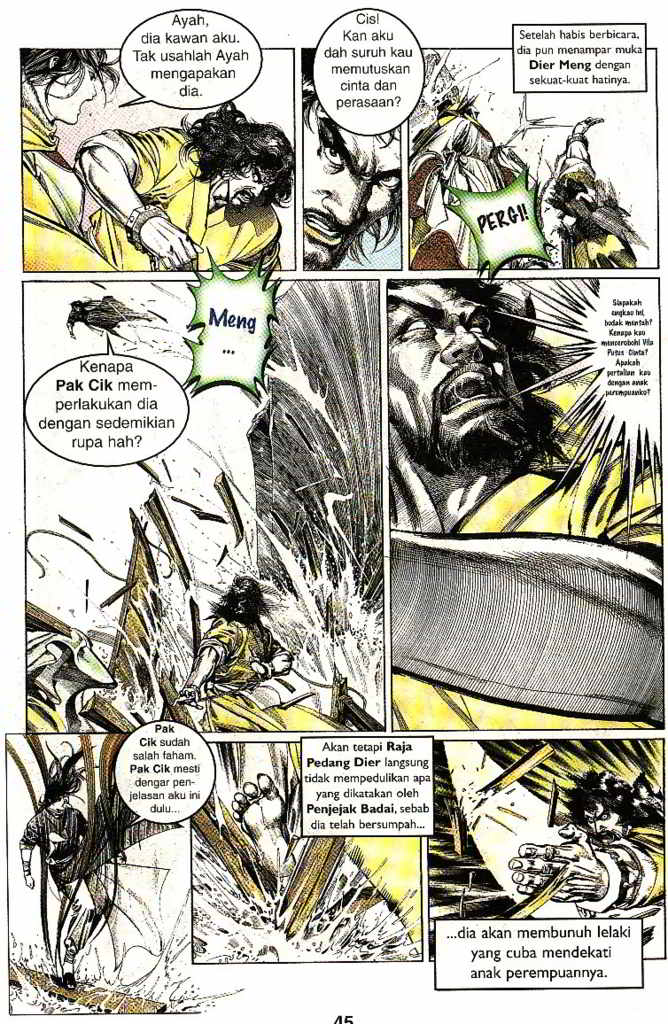 Ayah,
dia kawan aku.
Tak usahlah Ayah
mengapakan
dia.
Cis!
Kan aku
dah suruh kau
memutuskan
cinta dan
perasaan?
Setelah habis berbicara,
dia pun menampar muka
Dier Meng dengan
sekuat-kuat hatinya.
PERGI!
Meng
...
Kenapa
Pak Cik mem-
perlakukan dia
dengan sedemikian
rupa hah?
Siapakah
engkau ini,
budak mentah?
Kenapa kau
mencerobohi Vila
Putus Cinta?
Apakah
pertalian kau
dengan anak
perempuanko?
Pak
Cik sudah
salah faham.
Pak Cik mesti
dengar pen-
jelasan aku ini
dulu...
Akan tetapi Raja
Pedang Dier langsung
tidak mempedulikan apa
yang dikatakan oleh
Penjejak Badai, sebab
dia telah bersumpah...
...dia akan membunuh lelaki
yang cuba mendekati
anak perempuannya.
45